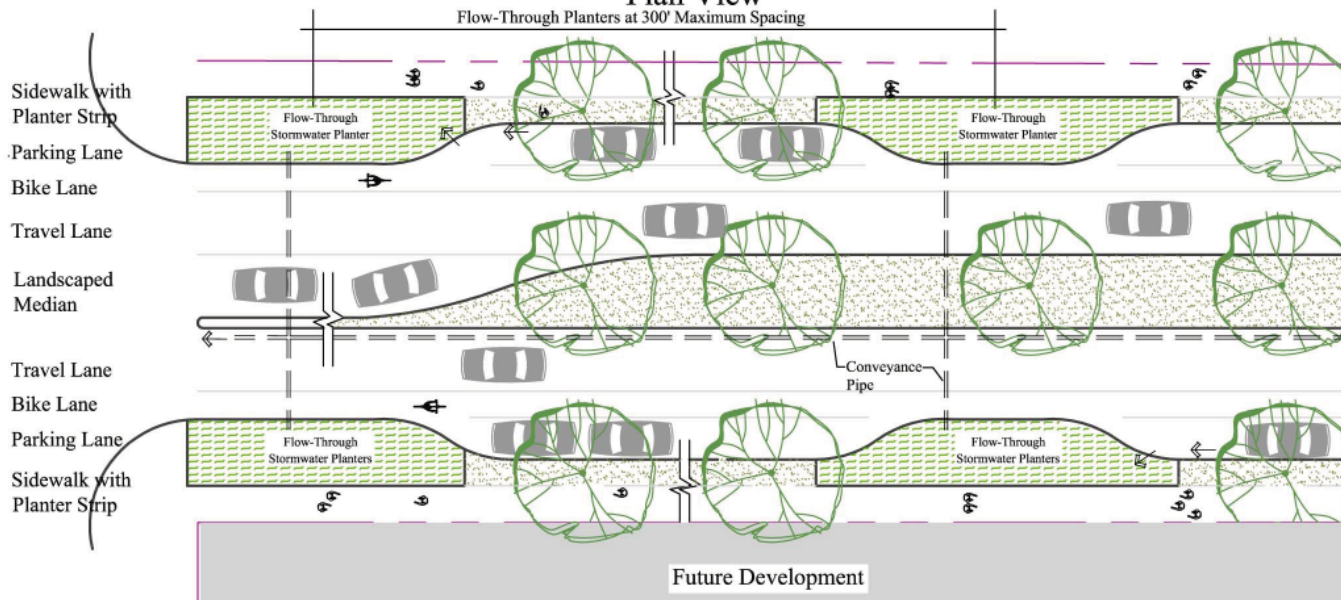 Plan View
Flow-Through Planters at 300' Maximum Spacing
Sidewalk with
Planter Strip
Flow-Through
Stormwater Planter
Flow-Through
Stormwater Planter
Parking Lane
Bike Lane
Travel Lane
Landscaped
Median
Travel Lane
Conveyance
Pipe
Bike Lane
Parking Lane
Flow-Through
Stormwater Planters
Flow-Through
Stormwater Planters
Sidewalk with
Planter Strip
Future Development